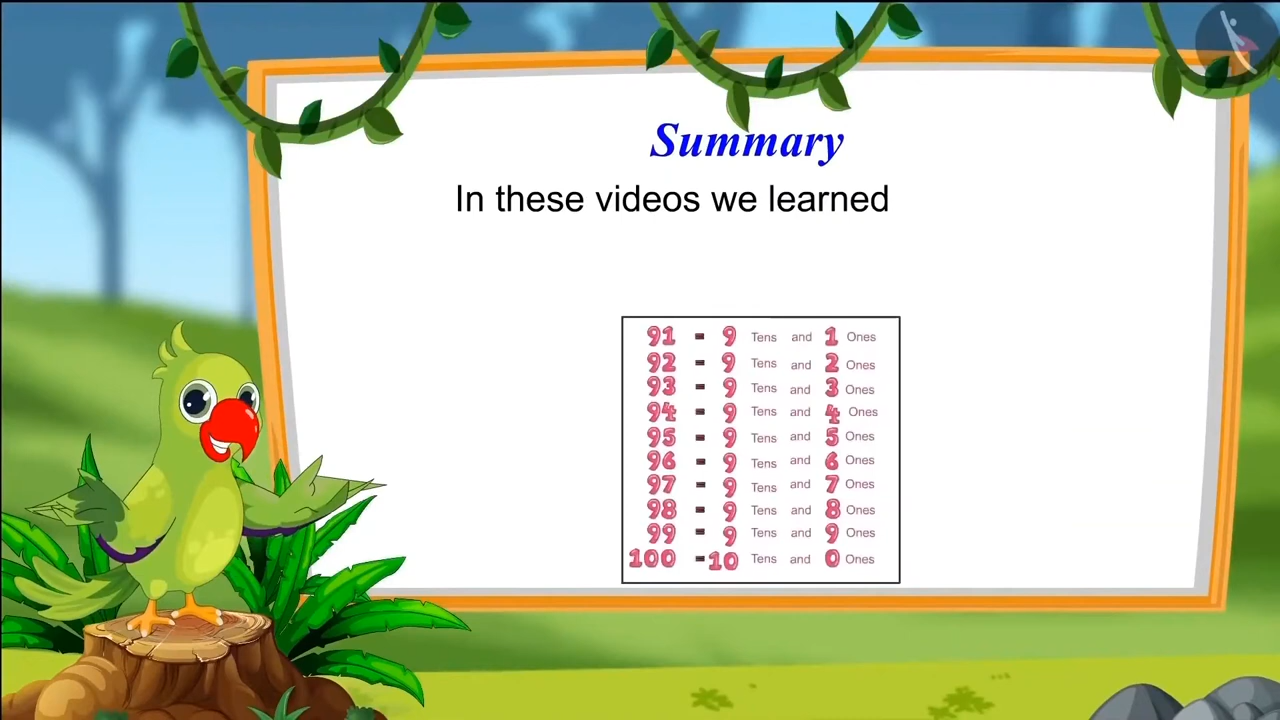 Summary
In these videos we learned
91 - 9 Tens and 1 Ones
92 - 9 Tens and 2 Ones
93 - 9 Tens and 3 Ones
94 - 9 Tens and 4 Ones
95 - 9 Tens and 5 Ones
96 - 9 Tens and 6 Ones
97 - 9 Tens and 7 Ones
98 - 9 Tens and 8 Ones
99 - 9 Tens and 9 Ones
100 - 10 Tens and 0 Ones